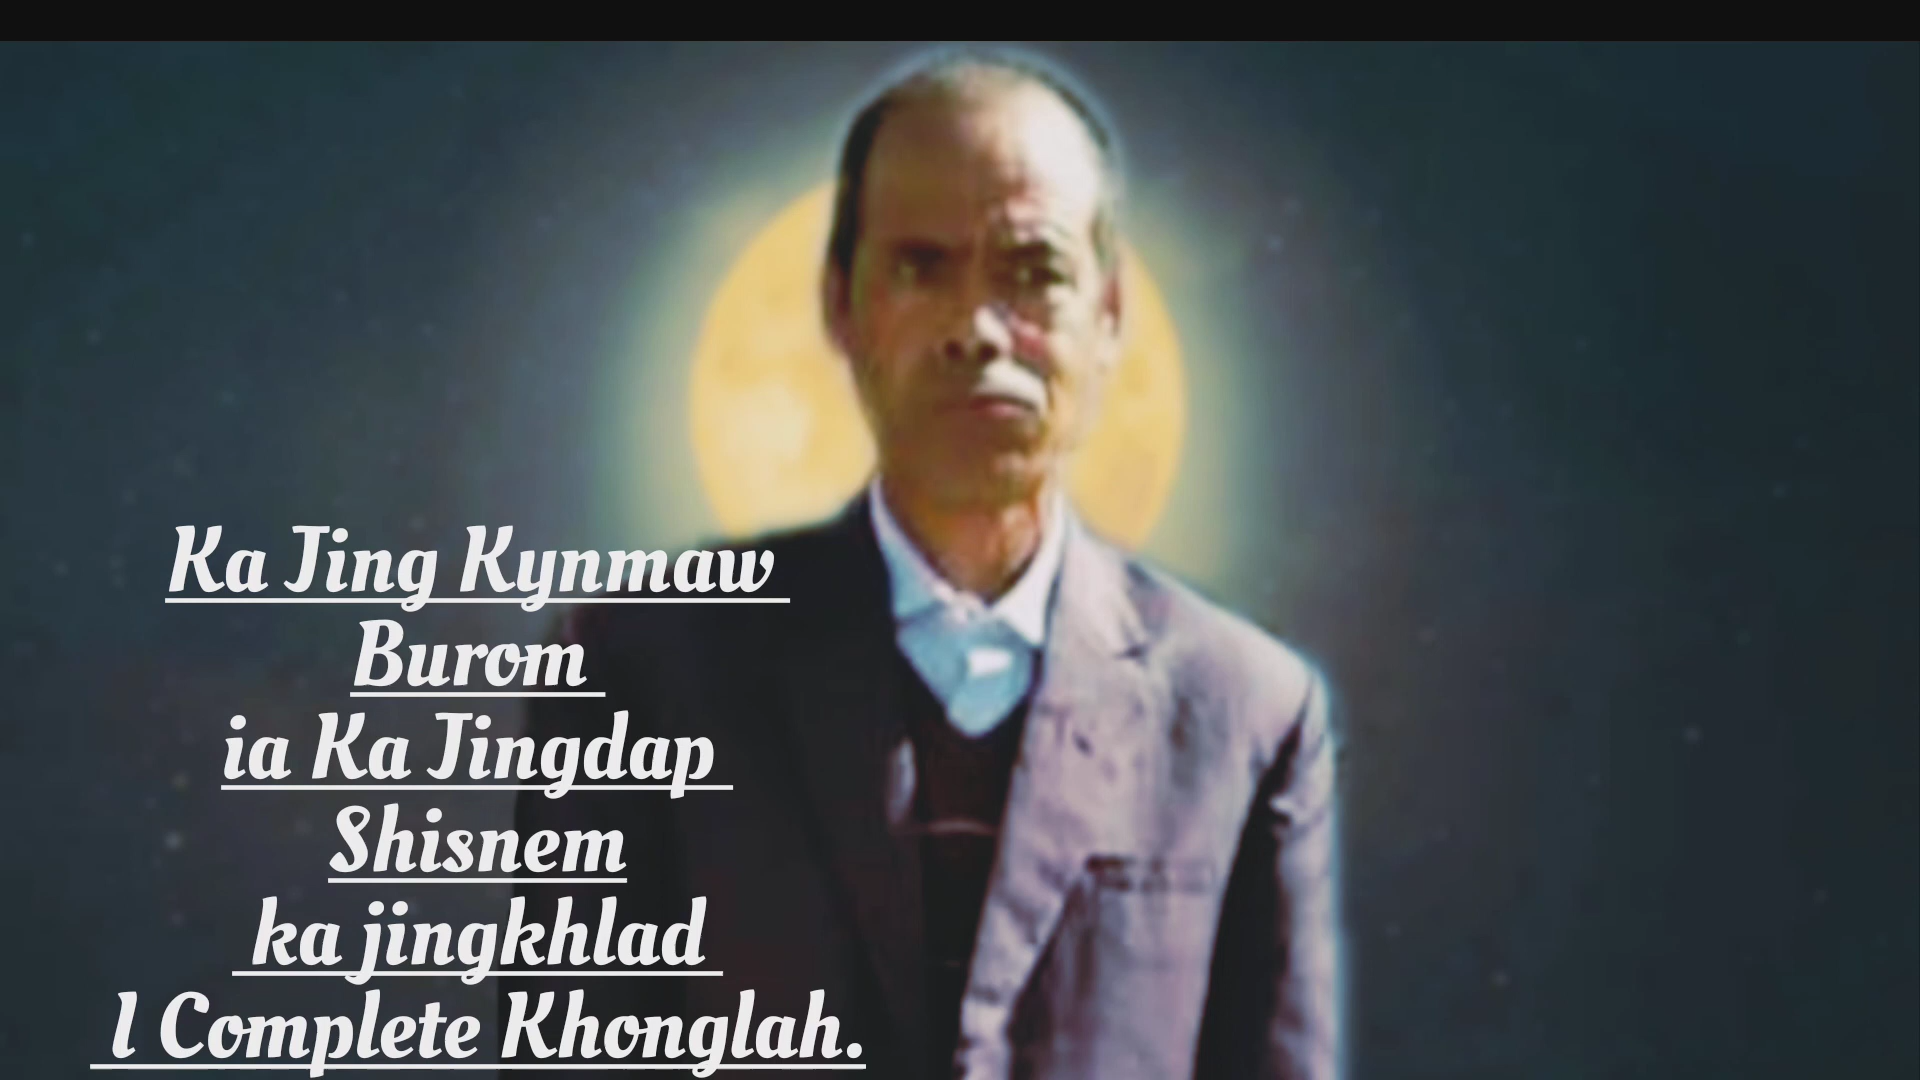 Ka Jing Kynmaw
Burom
ia Ka Jingdap
Shisnem
ka jingkhlad
I Complete Khonglah.